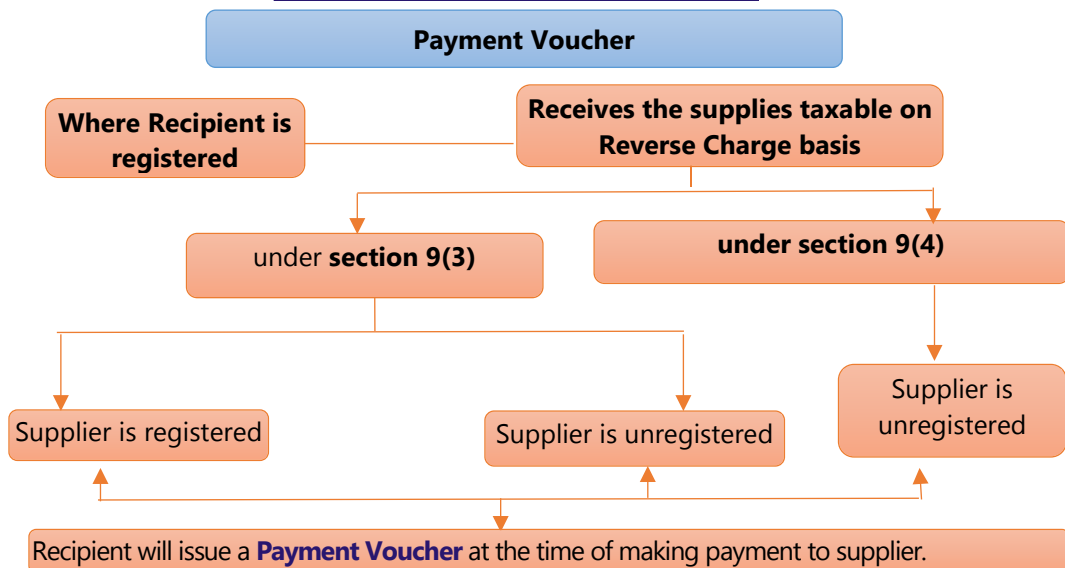 Payment Voucher
Where Recipient is
registered
Receives the supplies taxable on
Reverse Charge basis
under section 9(3)
under section 9(4)
Supplier is registered
Supplier is unregistered
Supplier is
unregistered
Recipient will issue a Payment Voucher at the time of making payment to supplier.